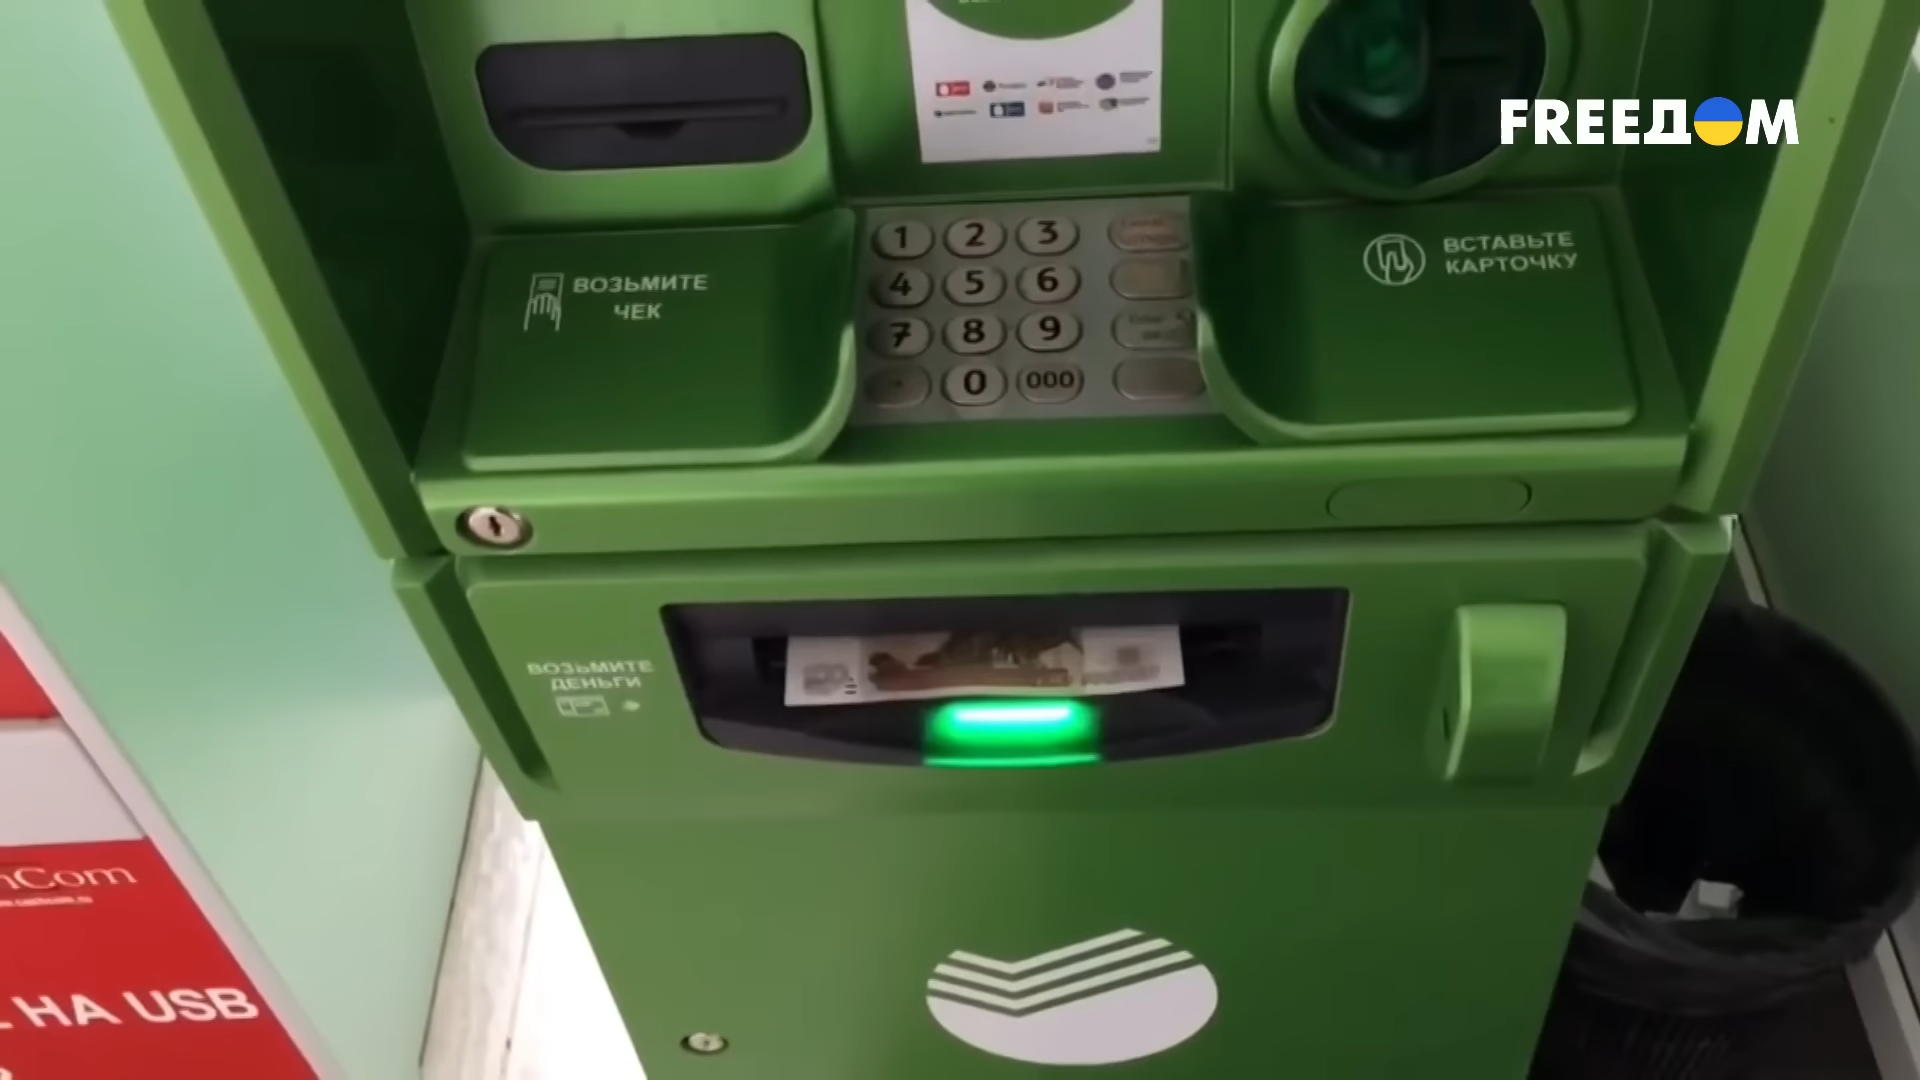 FREEДOM
1 2 3
4 5 6
7 8 9
0 000
ВОЗЬМИТЕ
ЧЕК
ВСТАВЬТЕ
КАРТОЧКУ
ВОЗЬМИТЕ
ДЕНЬГИ
Com
НА USB